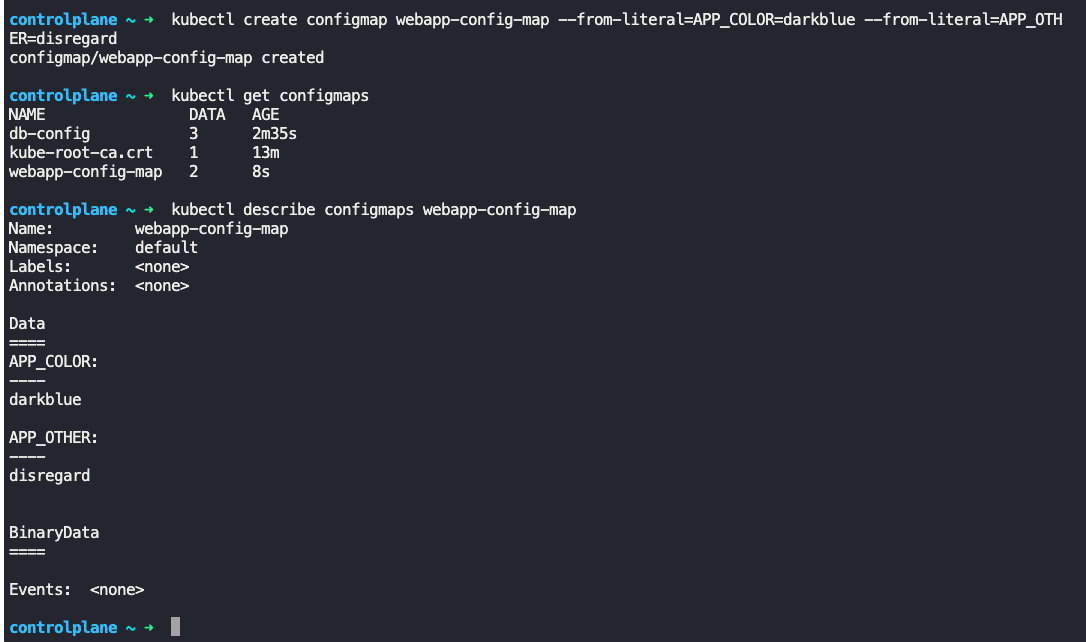 controlplane ~ ➜  kubectl create configmap webapp-config-map --from-literal=APP_COLOR=darkblue --from-literal=APP_OTH
ER=disregard
configmap/webapp-config-map created

controlplane ~ ➜  kubectl get configmaps
NAME                DATA   AGE
db-config           3      2m35s
kube-root-ca.crt    1      13m
webapp-config-map   2      8s

controlplane ~ ➜  kubectl describe configmaps webapp-config-map
Name:         webapp-config-map
Namespace:    default
Labels:       <none>
Annotations:  <none>

Data
====
APP_COLOR:
----
darkblue

APP_OTHER:
----
disregard


BinaryData
====

Events:  <none>

controlplane ~ ➜